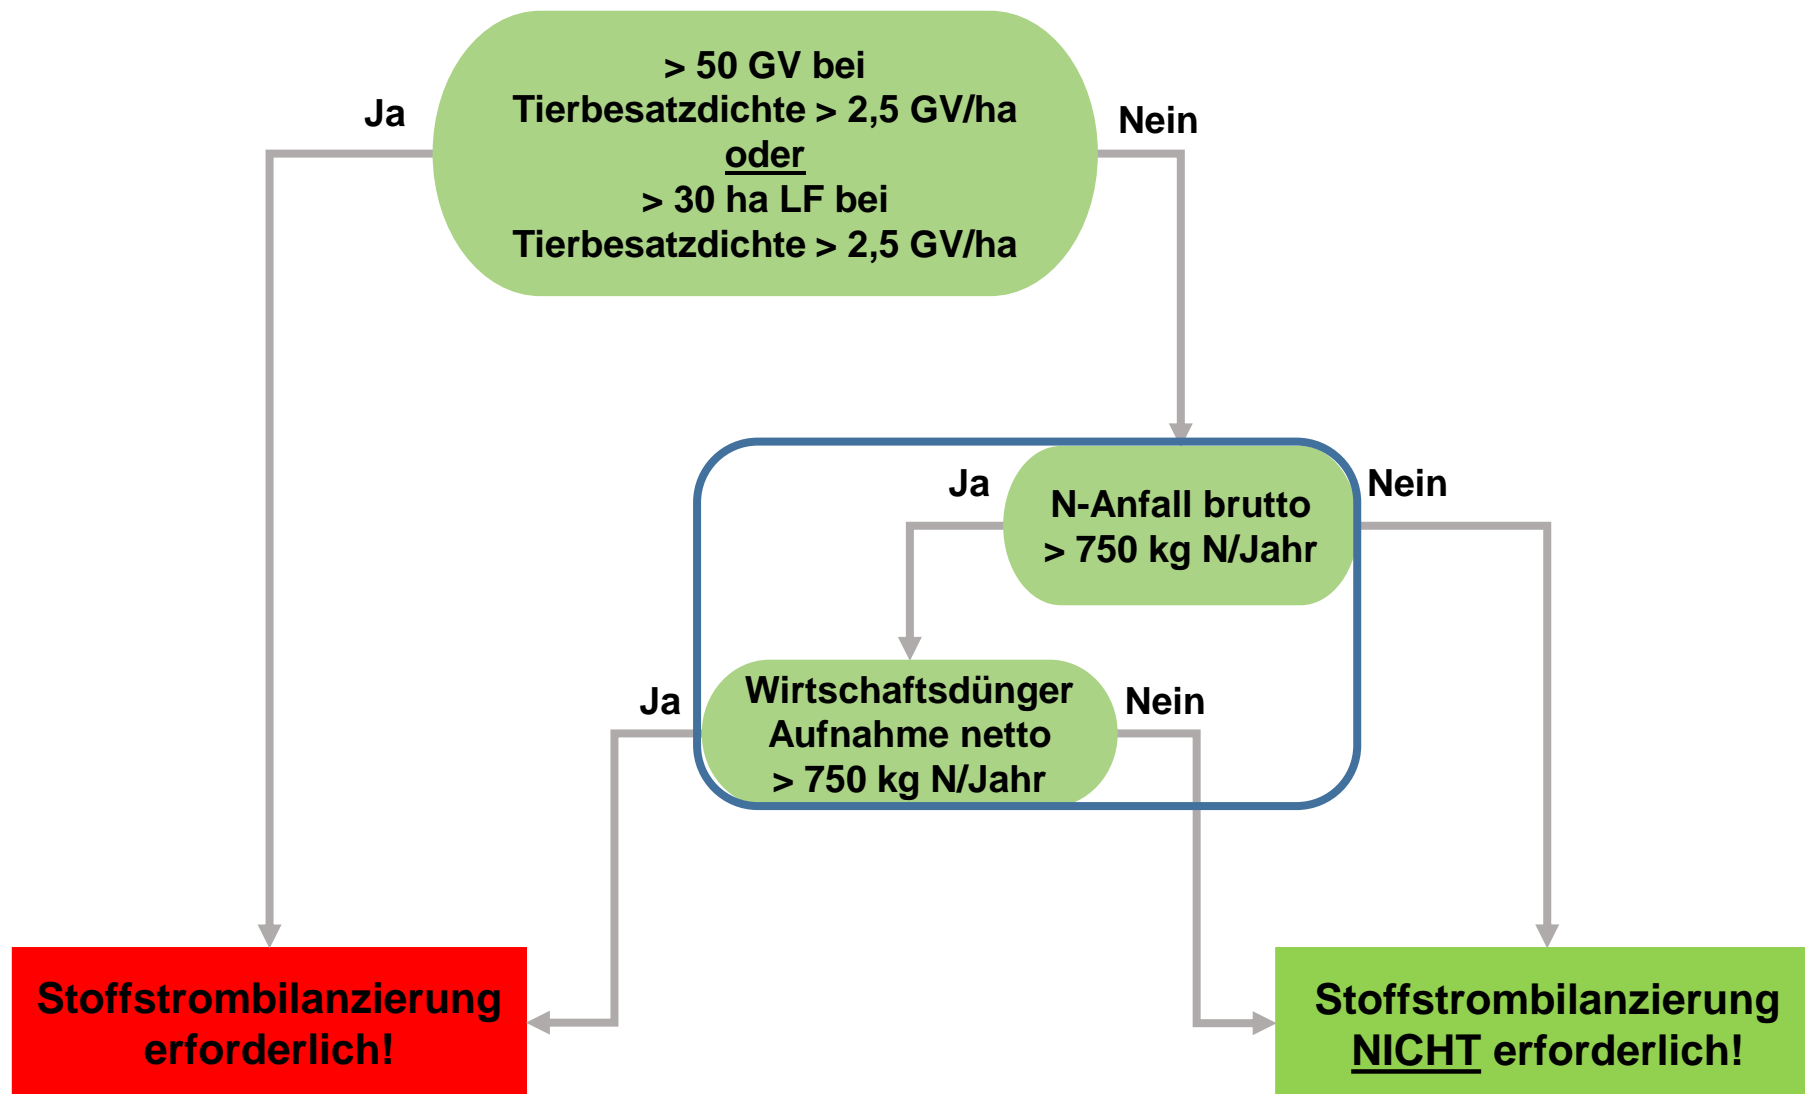 > 50 GV bei
Tierbesatzdichte > 2,5 GV/ha
oder
> 30 ha LF bei
Tierbesatzdichte > 2,5 GV/ha
Ja
Nein
Ja
N-Anfall brutto
> 750 kg N/Jahr
Nein
Ja
Wirtschaftsdünger
Aufnahme netto
> 750 kg N/Jahr
Nein
Stoffstrombilanzierung
erforderlich!
Stoffstrombilanzierung
NICHT erforderlich!